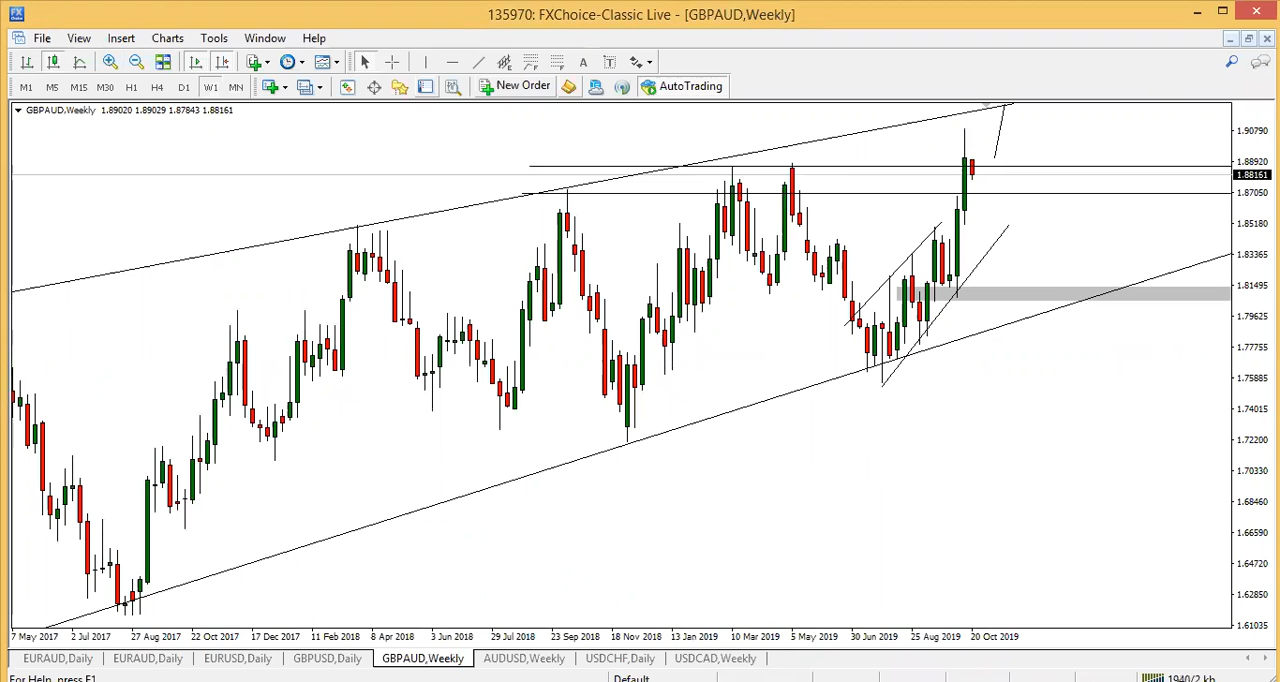 135970: FXChoice-Classic Live - [GBPAUD,Weekly]
File View Insert Charts Tools Window Help
New Order AutoTrading
M1 M5 M15 M30 H1 H4 D1 W1 MN
GBPAUD,Weekly 1.89020 1.89029 1.87843 1.88161
1.90790
1.88920
1.88161
1.87050
1.85180
1.83365
1.81495
1.79625
1.77755
1.75885
1.74015
1.72200
1.70330
1.68460
1.66590
1.64720
1.62850
1.61035
7 May 2017 2 Jul 2017 27 Aug 2017 22 Oct 2017 17 Dec 2017 11 Feb 2018 8 Apr 2018 3 Jun 2018 29 Jul 2018 23 Sep 2018 18 Nov 2018 13 Jan 2019 10 Mar 2019 5 May 2019 30 Jun 2019 25 Aug 2019 20 Oct 2019
EURAUD,Daily EURAUD,Daily EURUSD,Daily GBPUSD,Daily GBPAUD,Weekly AUDUSD,Weekly USDCHF,Daily USDCAD,Weekly
For Help, press F1 Default 1940/2 kb